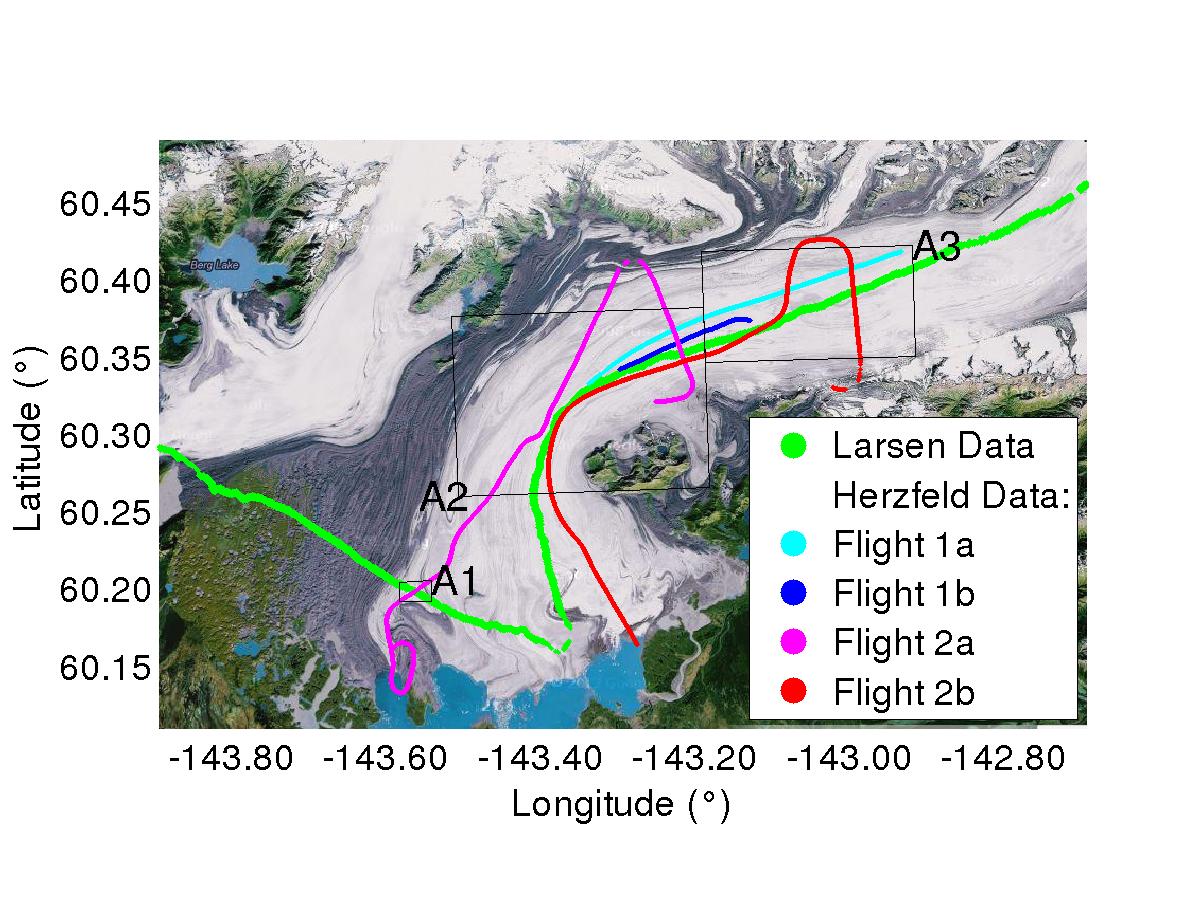 60.45
60.40
60.35
60.30
60.25
60.20
60.15
Latitude (°)
Berg Lake
A3
A2
A1
Larsen Data
Herzfeld Data:
Flight 1a
Flight 1b
Flight 2a
Flight 2b
-143.80 -143.60 -143.40 -143.20 -143.00 -142.80
Longitude (°)